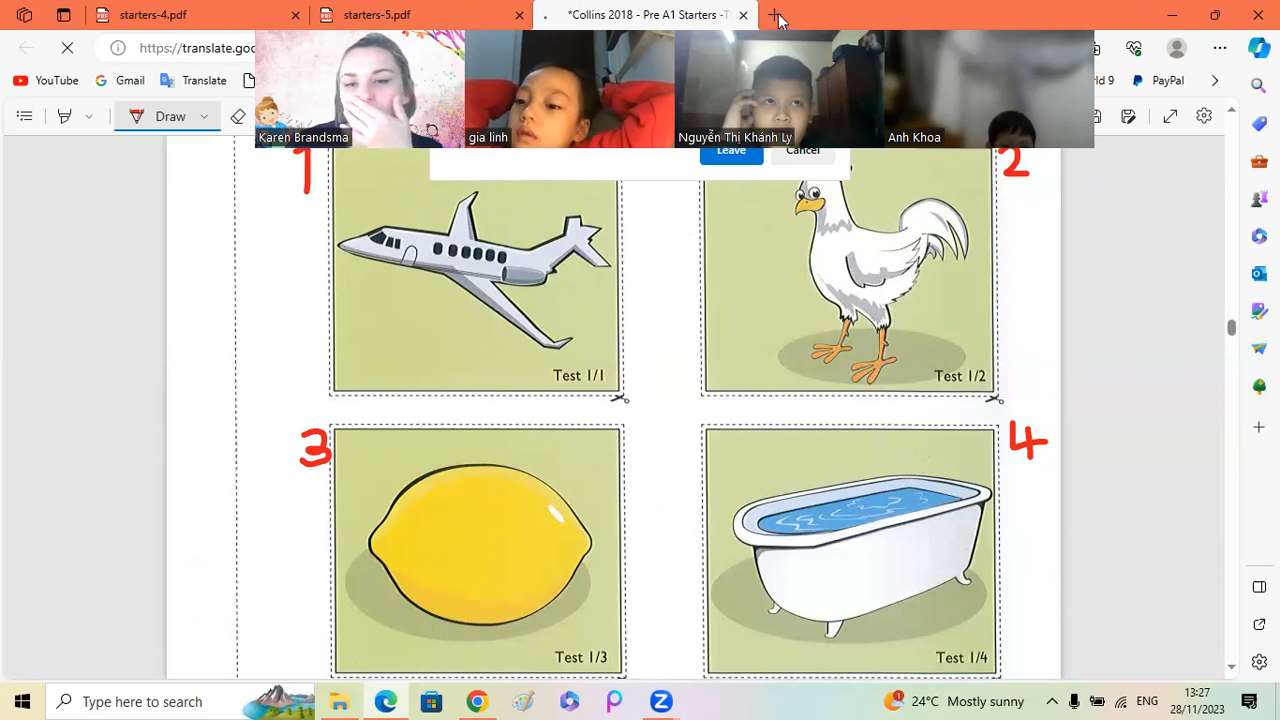 starters-4.pdf
starters-5.pdf
*Collins 2018 - Pre A1 Starters -T
https://translate.goo
YouTube
Gmail
Translate
World 9
PayPal
Draw
Karen Brandsma
gia linh
Nguyễn Thị Khánh Ly
Anh Khoa
Leave
Cancel
1
2
Test 1/1
Test 1/2
3
4
Test 1/3
Test 1/4
Type here to search
1
24°C Mostly sunny
ENG
13:27
28/11/2023